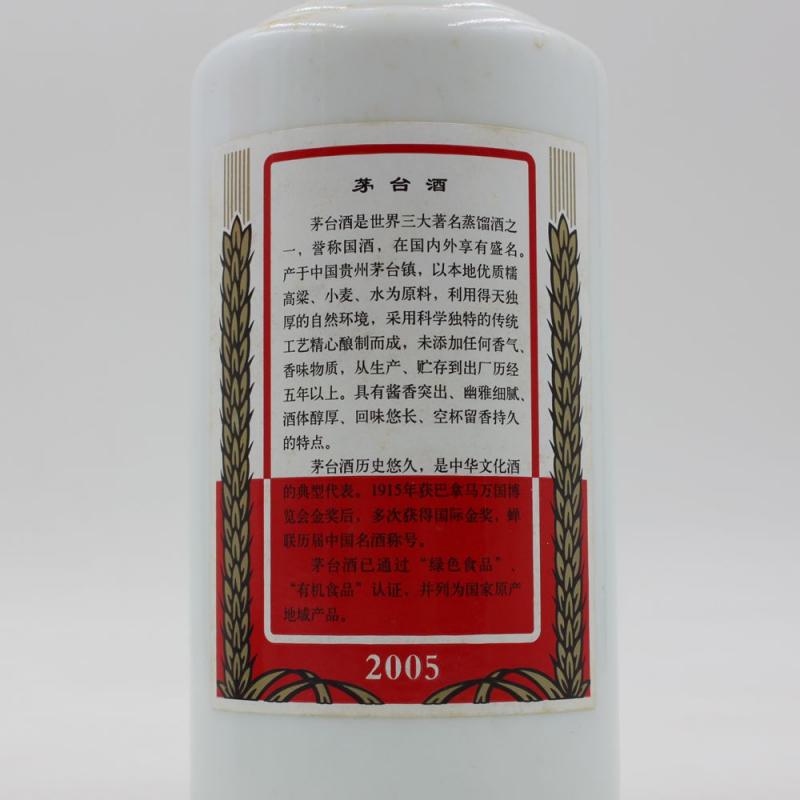 茅台酒
茅台酒是世界三大著名蒸馏酒之
一，誉称国酒，在国内外享有盛名。
产于中国贵州茅台镇，以本地优质糯
高粱、小麦、水为原料，利用得天独
厚的自然环境，采用科学独特的传统
工艺精心酿制而成，未添加任何香气、
香味物质，从生产、贮存到出厂历经
五年以上。具有酱香突出、幽雅细腻、
酒体醇厚、回味悠长、空杯留香持久
的特点。
茅台酒历史悠久，是中华文化酒
的典型代表。1915年获巴拿马万国博
览会金奖后，多次获得国际金奖，蝉
联历届中国名酒称号。
茅台酒已通过“绿色食品”、
“有机食品”认证，并列为国家原产
地域产品。
2005